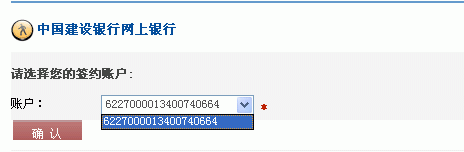 中国建设银行网上银行
请选择您的签约账户:
账户: 6227000013400740664 *
6227000013400740664
确 认